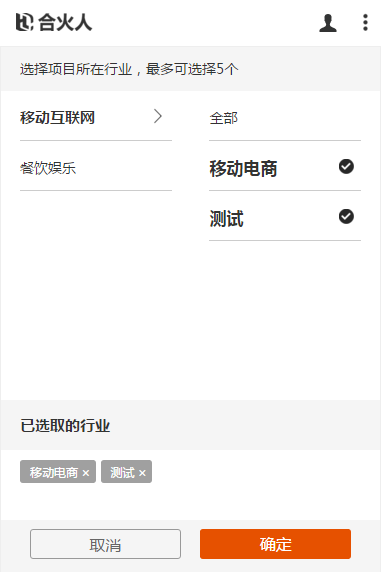 合火人
选择项目所在行业，最多可选择5个
移动互联网
全部
餐饮娱乐
移动电商
测试
已选取的行业
移动电商 × 测试 ×
取消 确定